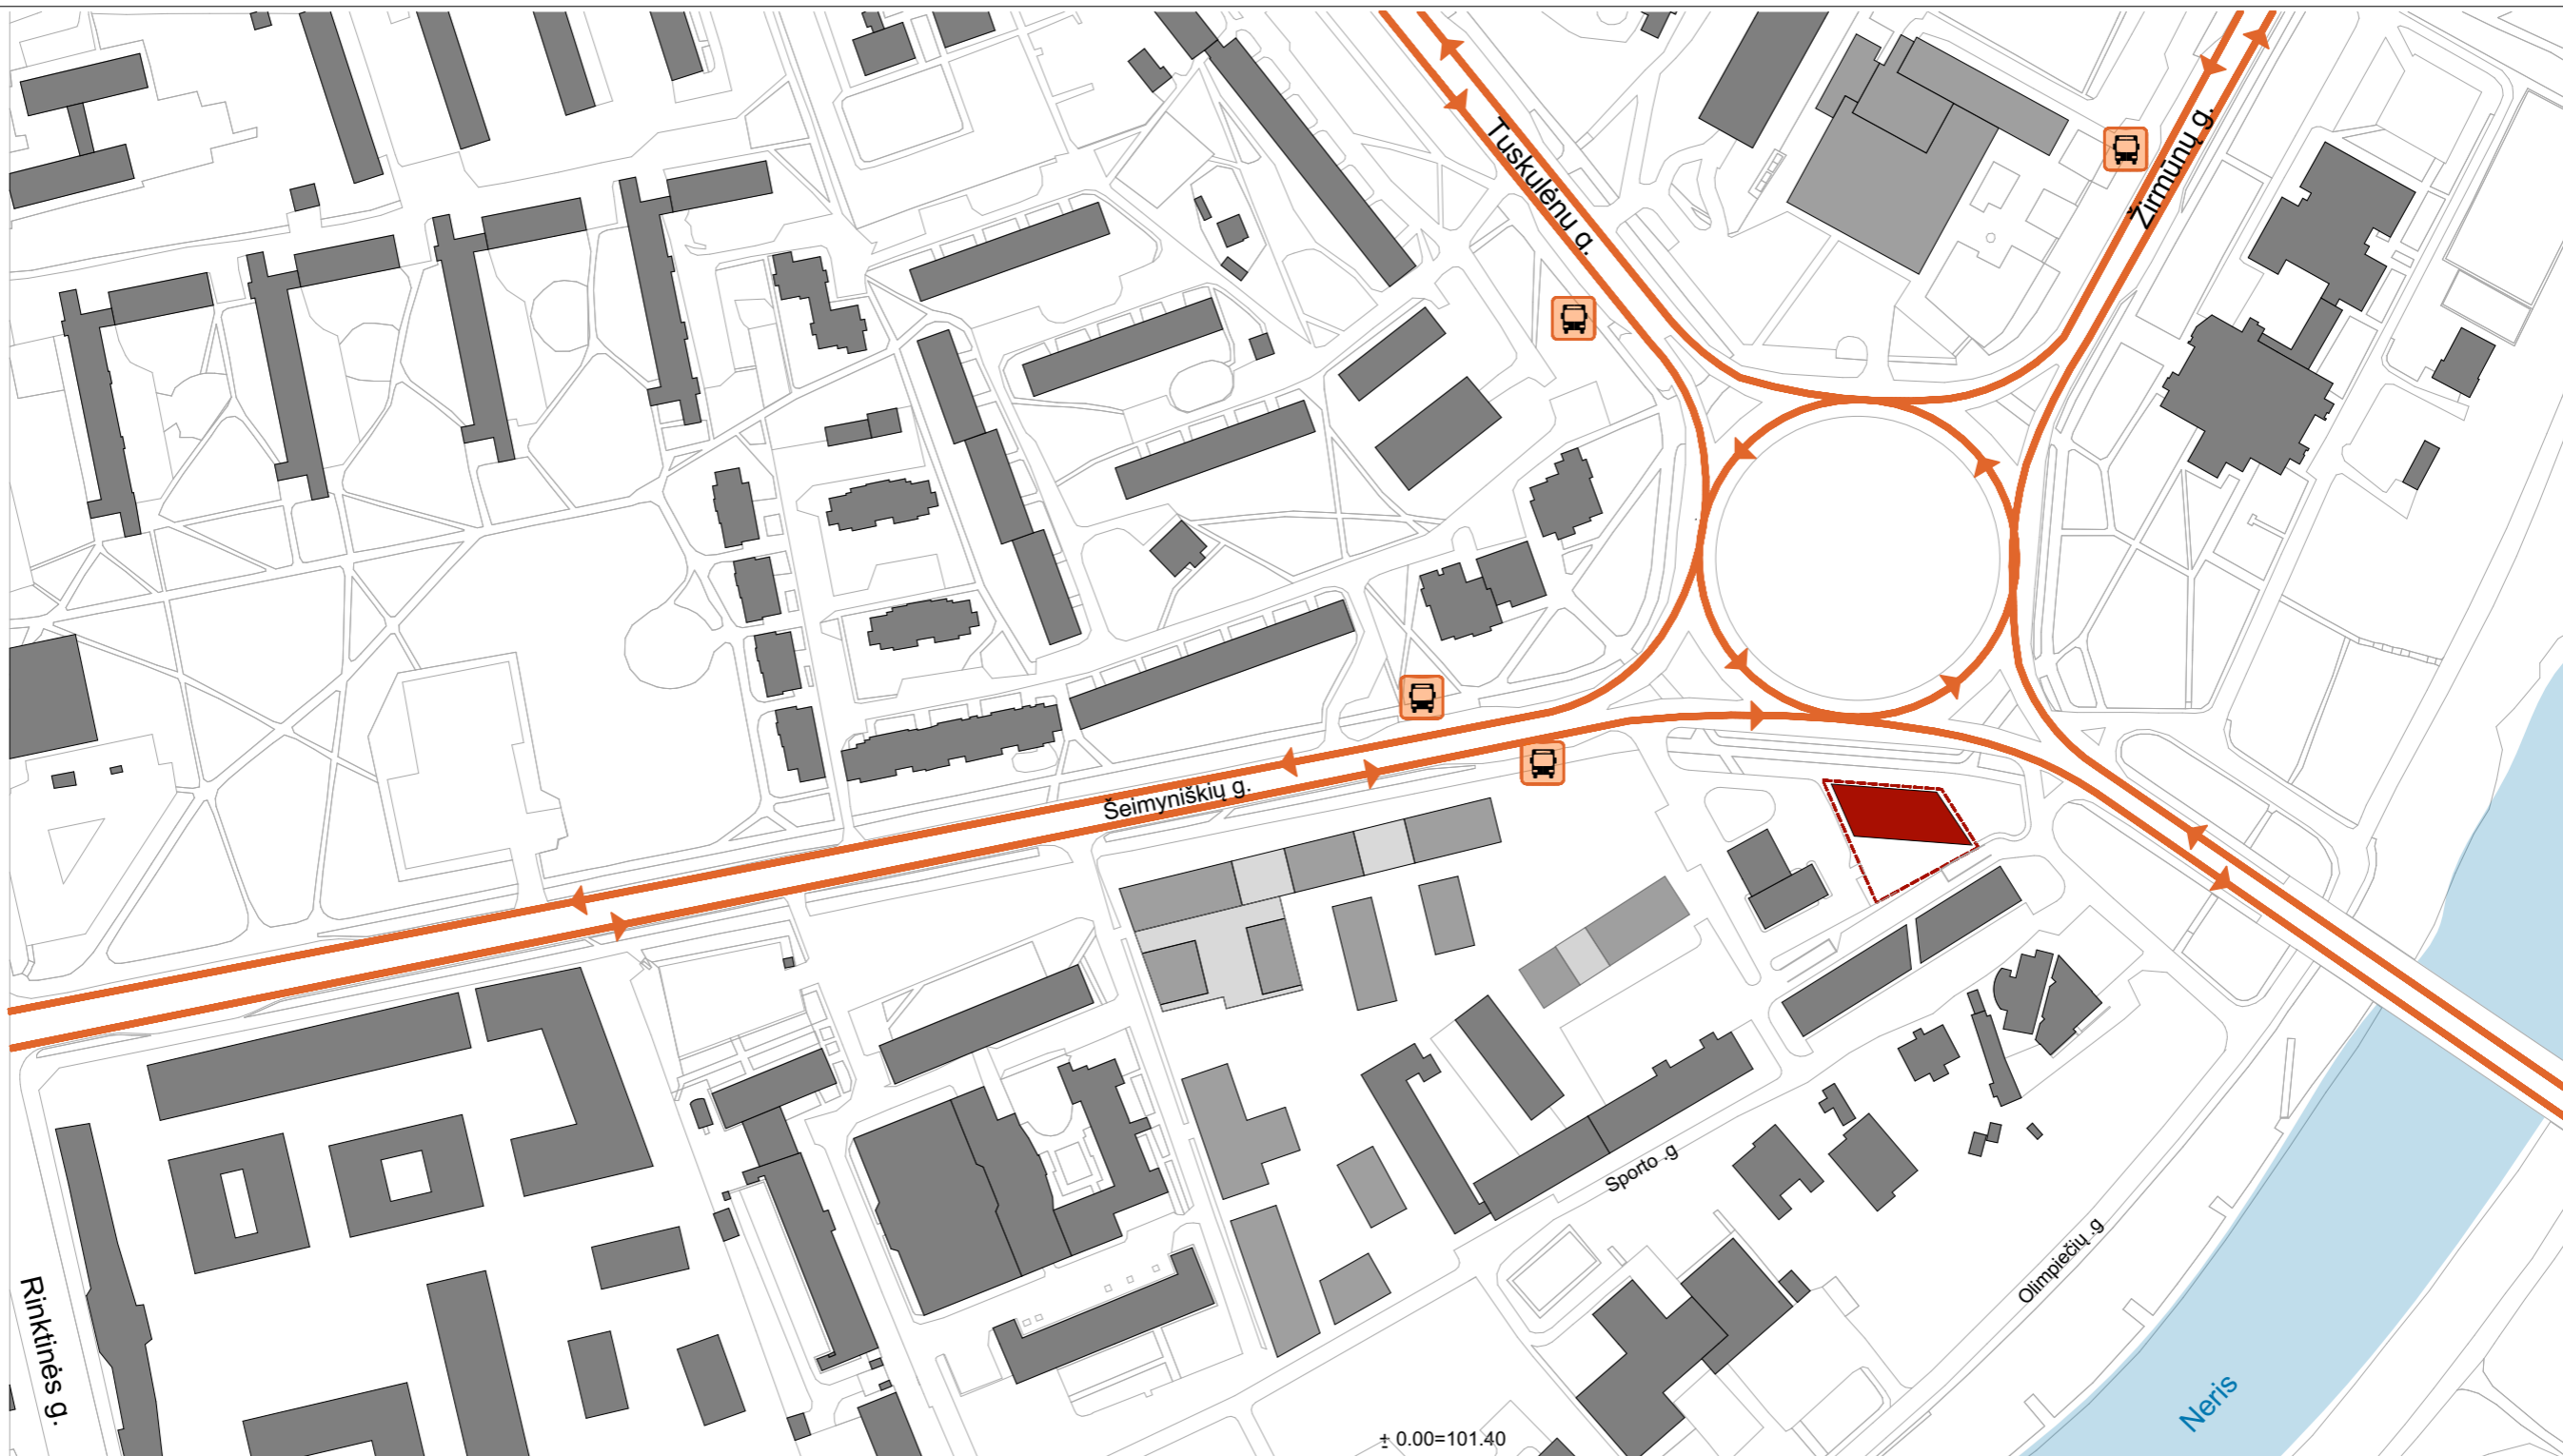 Tuskulėnų g.
Žirmūnų g.
Šeimyniškių g.
Sporto .g
Olimpiečių .g
Rinktinės g.
Neris
± 0.00=101.40